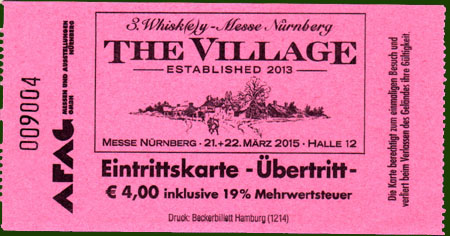 009004
AFAG
MESSEN UND AUSSTELLUNGEN
NÜRNBERG
GMBH
3. Whisk(e)y - Messe Nürnberg
THE VILLAGE
ESTABLISHED 2013
MESSE NÜRNBERG · 21.+22. MÄRZ 2015 · HALLE 12
Eintrittskarte - Übertritt -
€ 4,00 inklusive 19% Mehrwertsteuer
Druck: Beckerbillett Hamburg (1214)
Die Karte berechtigt zum einmaligen Besuch und
verliert beim Verlassen des Geländes ihre Gültigkeit.